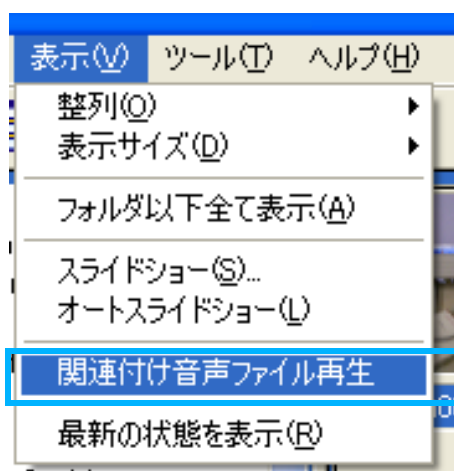 表示(V) ツール(T) ヘルプ(H)
整列(O)
表示サイズ(D)
フォルダ以下全て表示(A)
スライドショー(S)...
オートスライドショー(L)
関連付け音声ファイル再生
最新の状態を表示(R)